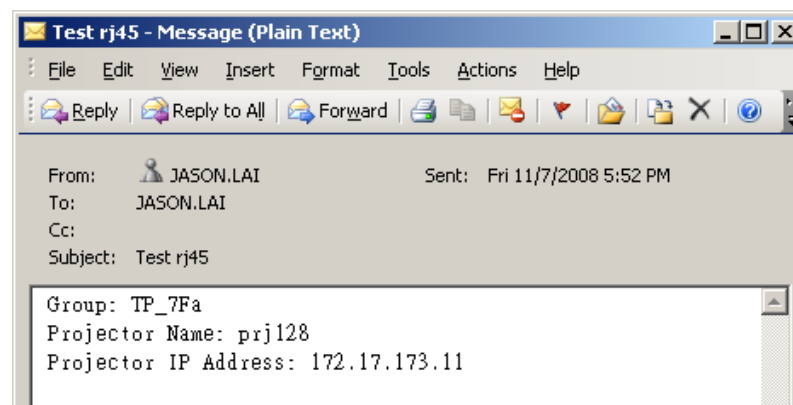 Test rj45 - Message (Plain Text)
File Edit View Insert Format Tools Actions Help
Reply Reply to All Forward
From: JASON.LAI Sent: Fri 11/7/2008 5:52 PM
To: JASON.LAI
Cc:
Subject: Test rj45
Group: TP_7Fa
Projector Name: prj128
Projector IP Address: 172.17.173.11